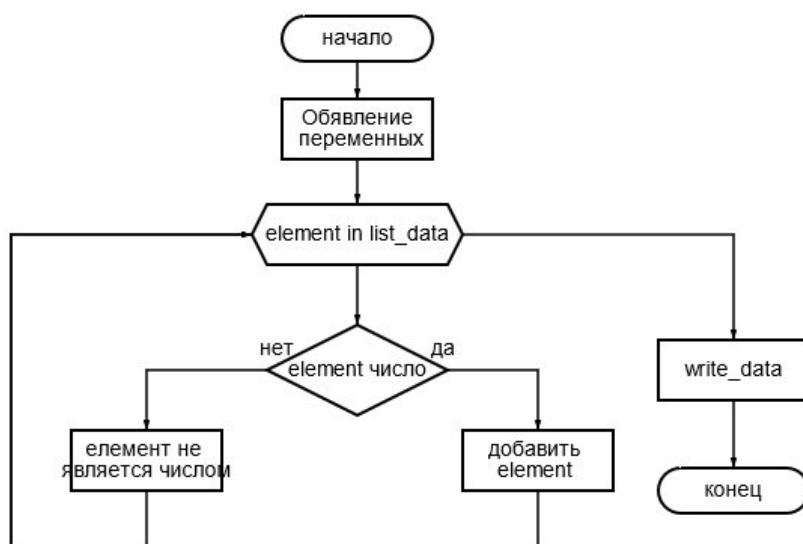 начало
Обявление
переменных
element in list_data
нет
да
element число
write_data
елемент не
является числом
добавить
element
конец